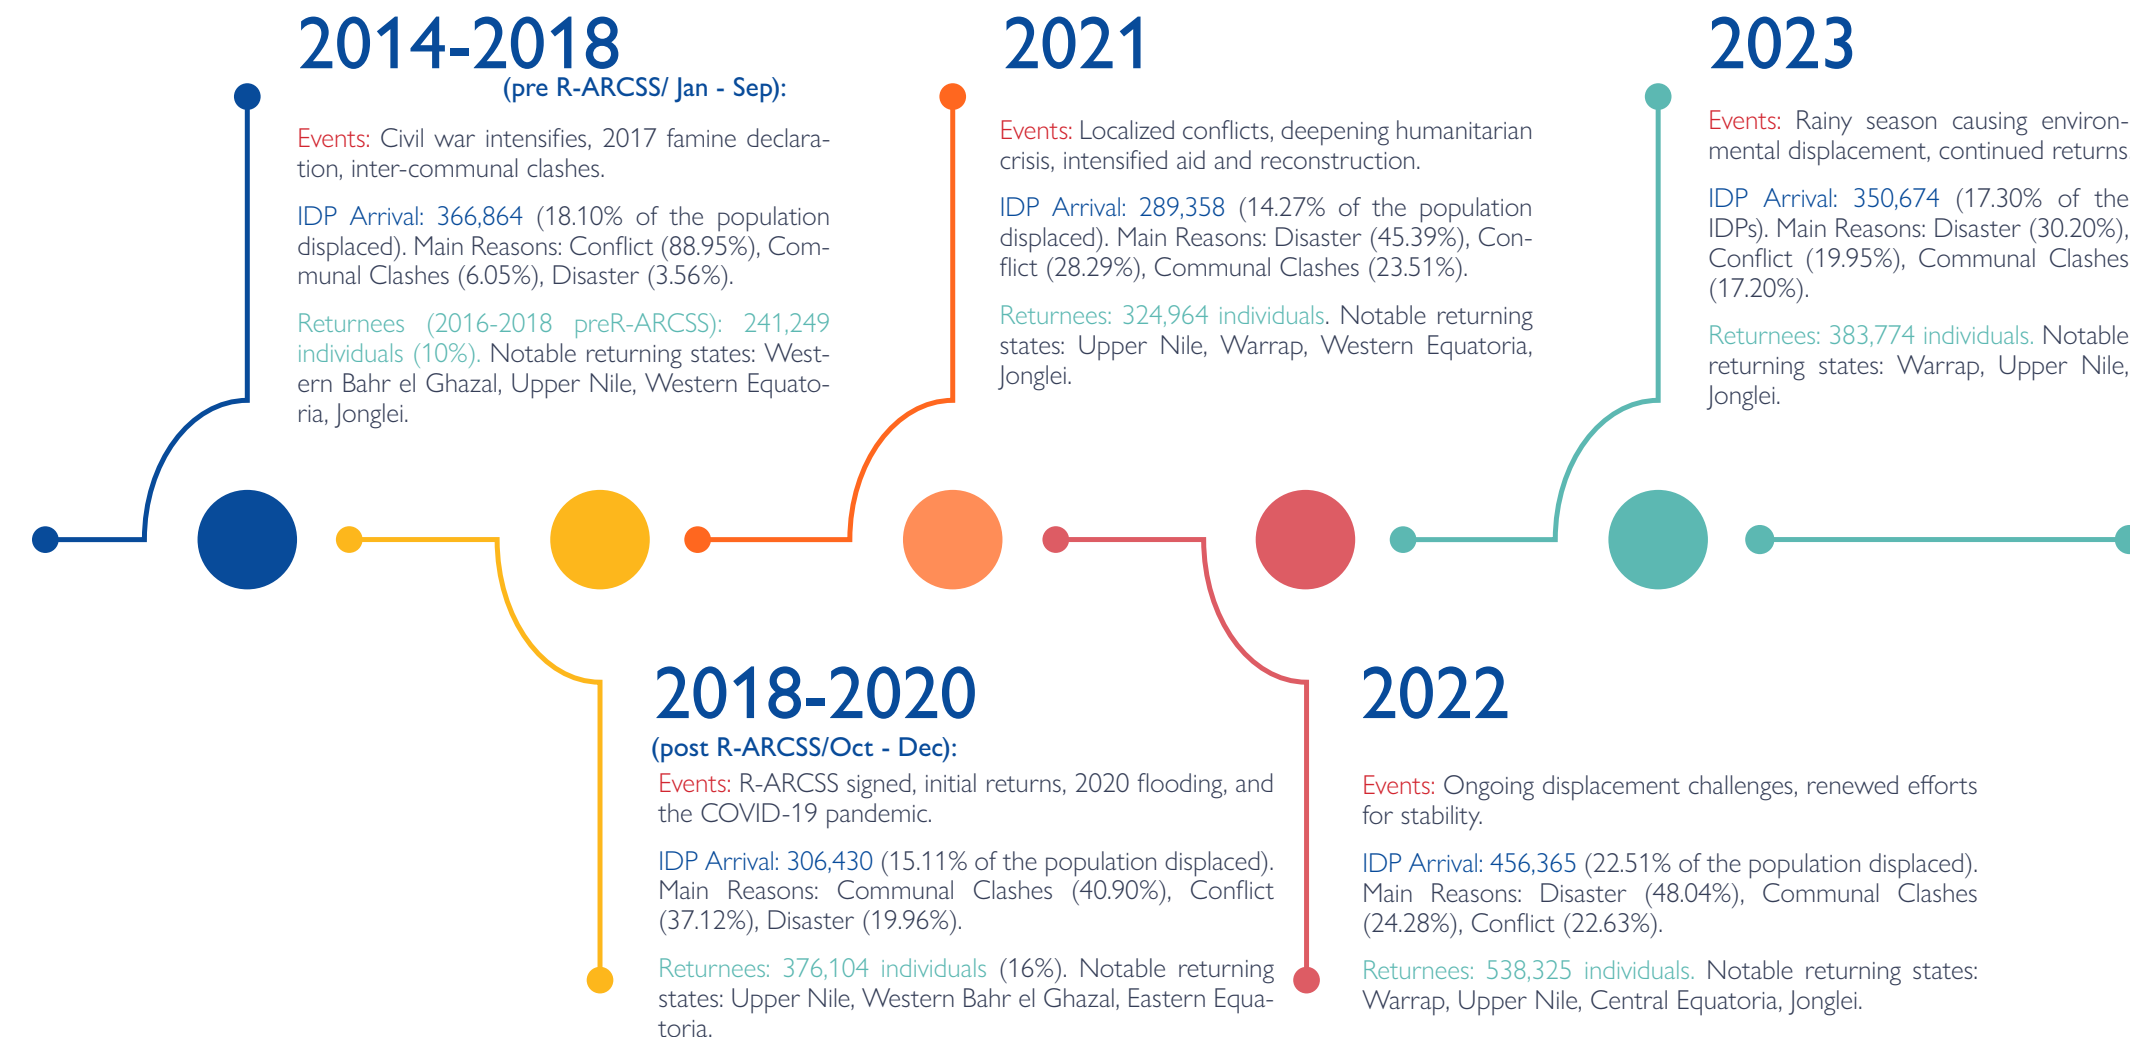 2014-2018
(pre R-ARCSS/ Jan - Sep):
Events: Civil war intensifies, 2017 famine declara-
tion, inter-communal clashes.
IDP Arrival: 366,864 (18.10% of the population
displaced). Main Reasons: Conflict (88.95%), Com-
munal Clashes (6.05%), Disaster (3.56%).
Returnees (2016-2018 preR-ARCSS): 241,249
individuals (10%). Notable returning states: West-
ern Bahr el Ghazal, Upper Nile, Western Equato-
ria, Jonglei.
2018-2020
(post R-ARCSS/Oct - Dec):
Events: R-ARCSS signed, initial returns, 2020 flooding, and
the COVID-19 pandemic.
IDP Arrival: 306,430 (15.11% of the population displaced).
Main Reasons: Communal Clashes (40.90%), Conflict
(37.12%), Disaster (19.96%).
Returnees: 376,104 individuals (16%). Notable returning
states: Upper Nile, Western Bahr el Ghazal, Eastern Equa-
toria.
2021
Events: Localized conflicts, deepening humanitarian
crisis, intensified aid and reconstruction.
IDP Arrival: 289,358 (14.27% of the population
displaced). Main Reasons: Disaster (45.39%), Con-
flict (28.29%), Communal Clashes (23.51%).
Returnees: 324,964 individuals. Notable returning
states: Upper Nile, Warrap, Western Equatoria,
Jonglei.
2022
Events: Ongoing displacement challenges, renewed efforts
for stability.
IDP Arrival: 456,365 (22.51% of the population displaced).
Main Reasons: Disaster (48.04%), Communal Clashes
(24.28%), Conflict (22.63%).
Returnees: 538,325 individuals. Notable returning states:
Warrap, Upper Nile, Central Equatoria, Jonglei.
2023
Events: Rainy season causing environ-
mental displacement, continued returns.
IDP Arrival: 350,674 (17.30% of the
IDPs). Main Reasons: Disaster (30.20%),
Conflict (19.95%), Communal Clashes
(17.20%).
Returnees: 383,774 individuals. Notable
returning states: Warrap, Upper Nile,
Jonglei.